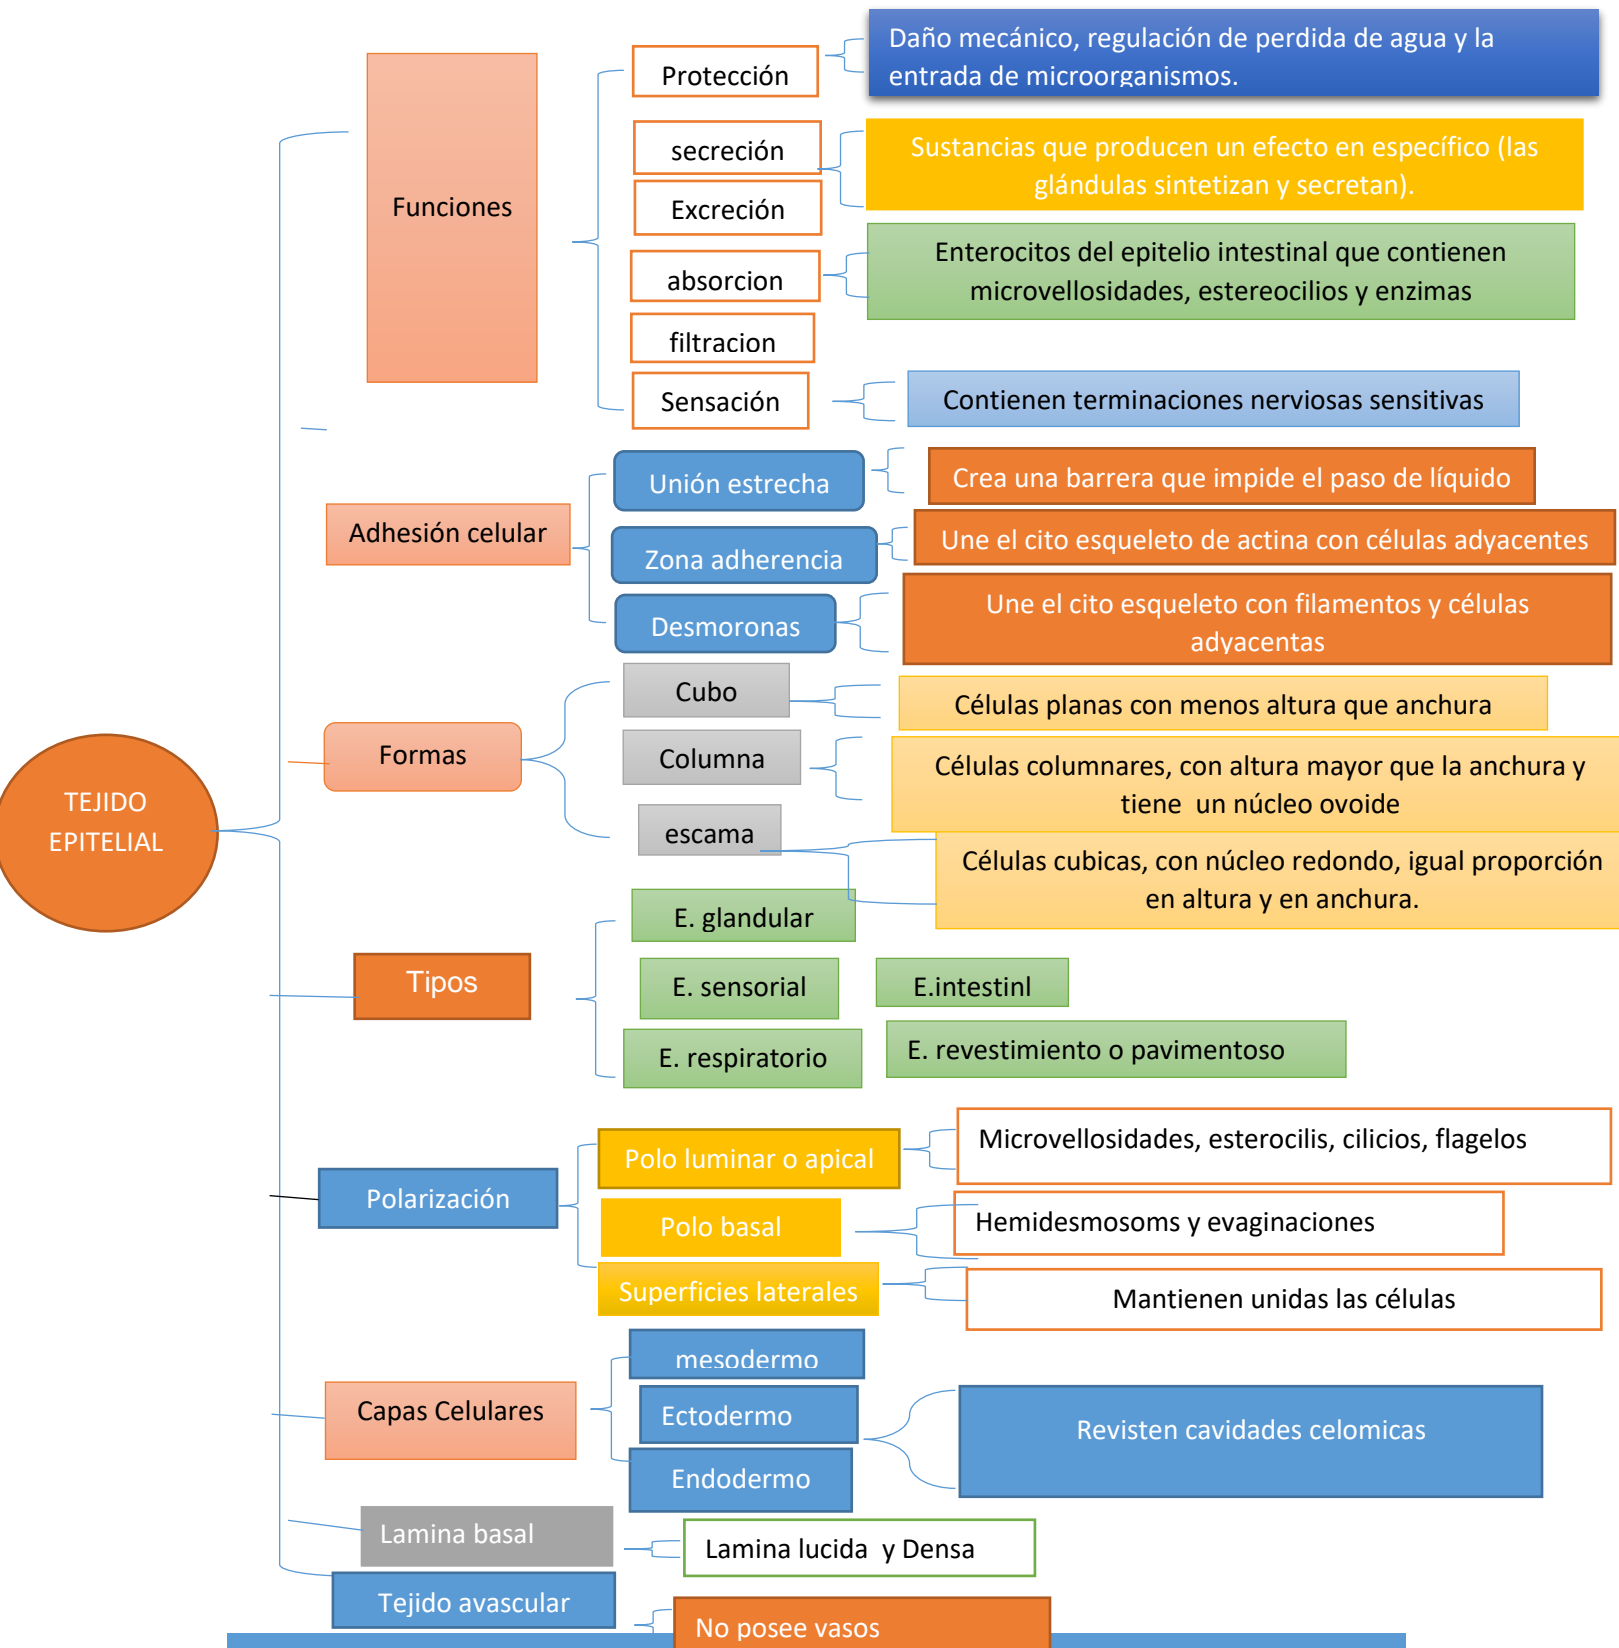 TEJIDO
EPITELIAL
Funciones
Protección
Daño mecánico, regulación de perdida de agua y la
entrada de microorganismos.
secreción
Sustancias que producen un efecto en específico (las
glándulas sintetizan y secretan).
Excreción
absorcion
Enterocitos del epitelio intestinal que contienen
microvellosidades, estereocilios y enzimas
filtracion
Sensación
Contienen terminaciones nerviosas sensitivas
Adhesión celular
Unión estrecha
Crea una barrera que impide el paso de líquido
Zona adherencia
Une el cito esqueleto de actina con células adyacentes
Desmoronas
Une el cito esqueleto con filamentos y células
adyacentas
Formas
Cubo
Células planas con menos altura que anchura
Columna
Células columnares, con altura mayor que la anchura y
tiene  un núcleo ovoide
escama
Células cubicas, con núcleo redondo, igual proporción
en altura y en anchura.
Tipos
E. glandular
E. sensorial
E.intestinl
E. respiratorio
E. revestimiento o pavimentoso
Polarización
Polo luminar o apical
Microvellosidades, esterocilis, cilicios, flagelos
Polo basal
Hemidesmosoms y evaginaciones
Superficies laterales
Mantienen unidas las células
Capas Celulares
mesodermo
Ectodermo
Endodermo
Revisten cavidades celomicas
Lamina basal
Lamina lucida  y Densa
Tejido avascular
No posee vasos